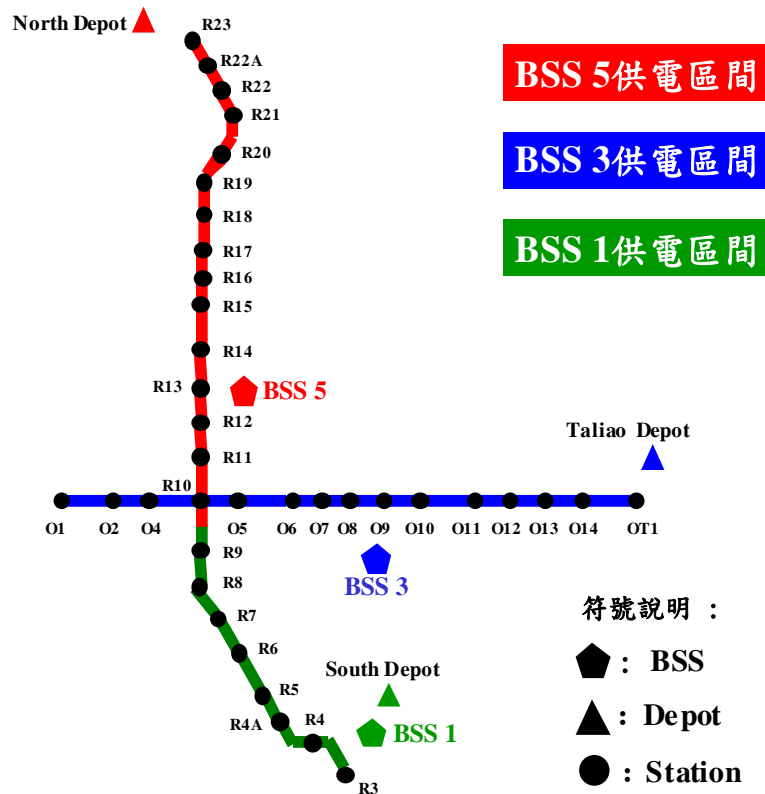 North Depot
R23
R22A
R22
R21
R20
R19
R18
R17
R16
R15
R14
R13
BSS 5
R12
R11
R10
BSS 5供電區間
BSS 3供電區間
BSS 1供電區間
Taliao Depot
O1
O2
O4
O5
O6
O7
O8
O9
O10
O11
O12
O13
O14
OT1
R9
R8
R7
R6
R5
R4A
R4
R3
BSS 3
South Depot
BSS 1
符號說明 :
: BSS
: Depot
: Station